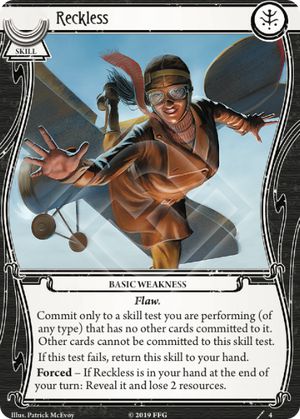 Reckless
SKILL
BASIC WEAKNESS
Flaw.
Commit only to a skill test you are performing (of
any type) that has no other cards committed to it.
Other cards cannot be committed to this skill test.
If this test fails, return this skill to your hand.
Forced – If Reckless is in your hand at the end of
your turn: Reveal it and lose 2 resources.
Illus. Patrick McEvoy © 2019 FFG 4